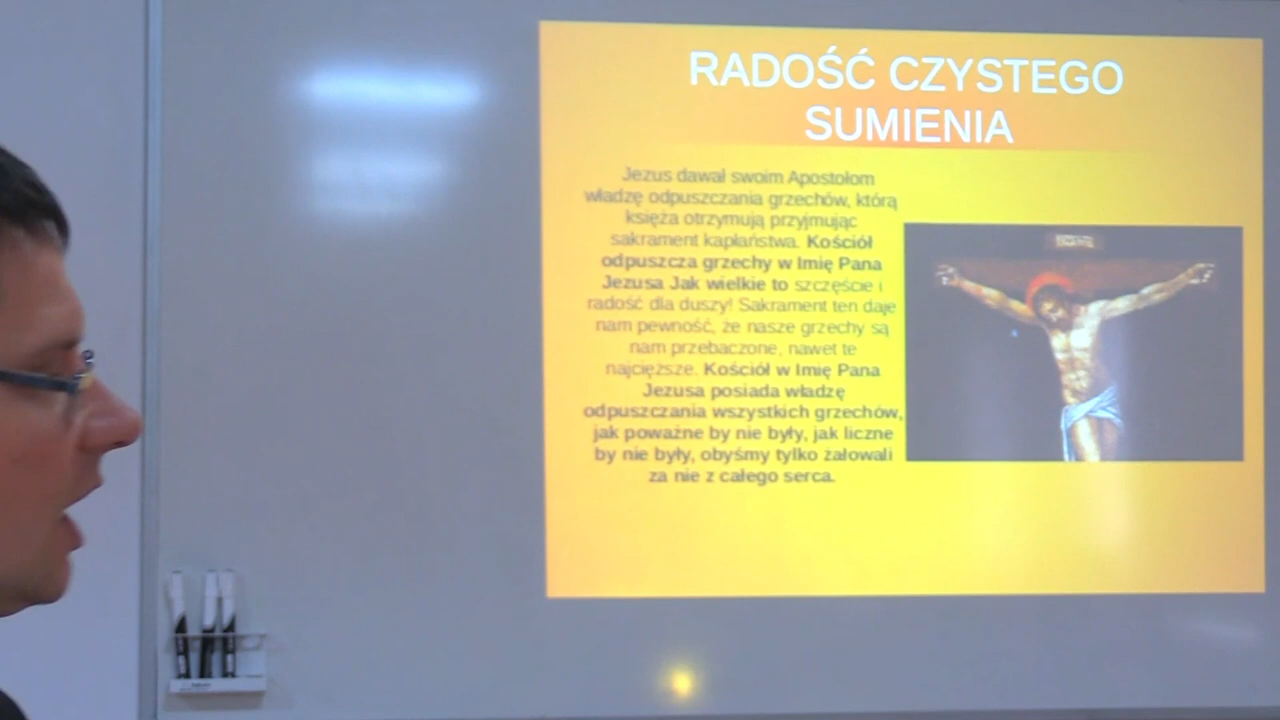 RADOŚĆ CZYSTEGO
SUMIENIA
Jezus dawał swoim Apostołom
władzę odpuszczania grzechów, którą
księża otrzymują przyjmując
sakrament kapłaństwa. Kościół
odpuszcza grzechy w Imię Pana
Jezusa Jak wielkie to szczęście i
radość dla duszy! Sakrament ten daje
nam pewność, że nasze grzechy są
nam przebaczone, nawet te
najcięższe. Kościół w Imię Pana
Jezusa posiada władzę
odpuszczania wszystkich grzechów,
jak poważne by nie były, jak liczne
by nie były, obyśmy tylko żałowali
za nie z całego serca.